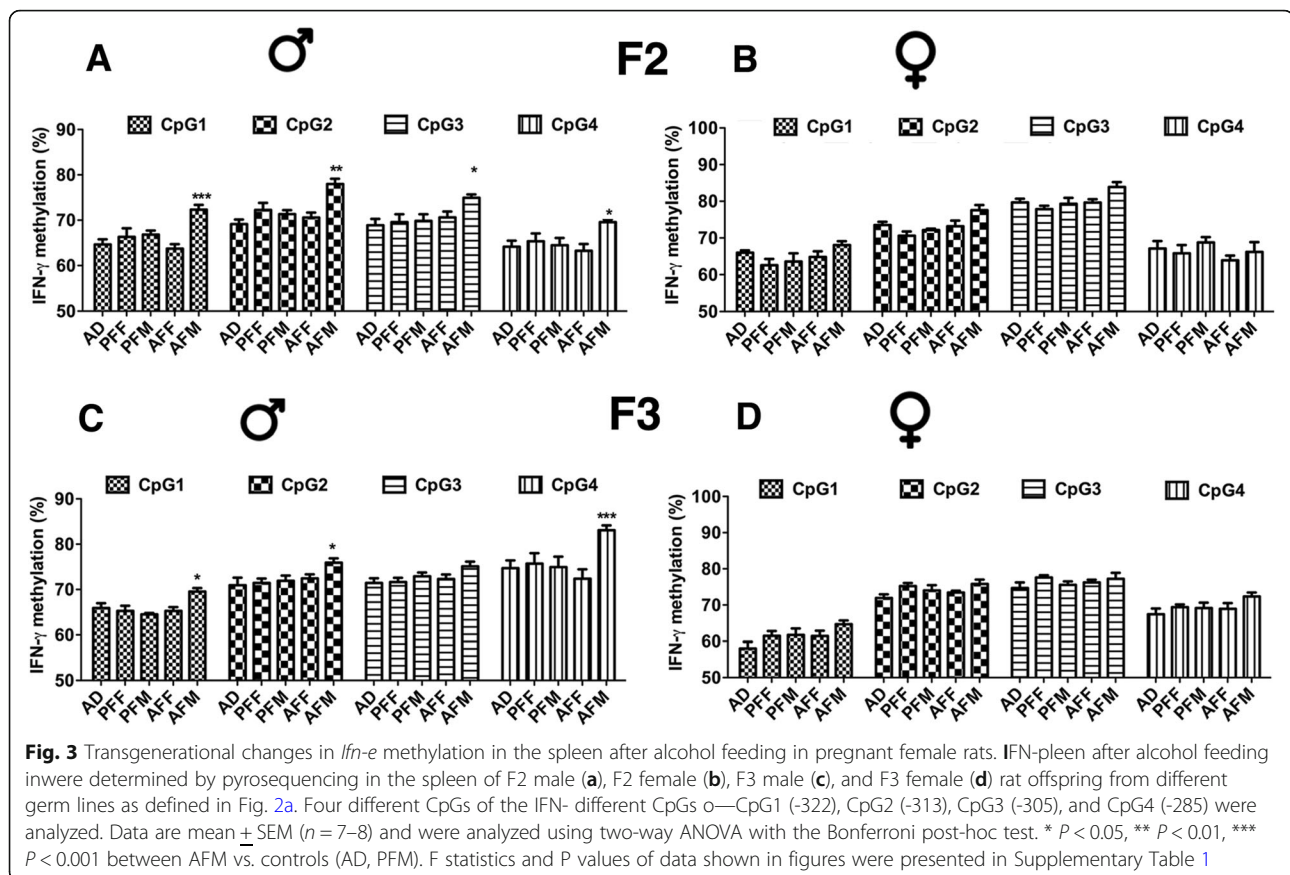 A ♂ F2 B ♀
CpG1 CpG2 CpG3 CpG4
IFN-γ methylation (%)
90
80
70
60
50
AD PFF PFM AFF AFM AD PFF PFM AFF AFM AD PFF PFM AFF AFM AD PFF PFM AFF AFM
*** ** * *
CpG1 CpG2 CpG3 CpG4
IFN-γ methylation (%)
100
90
80
70
60
50
AD PFF PFM AFF AFM AD PFF PFM AFF AFM AD PFF PFM AFF AFM AD PFF PFM AFF AFM
C ♂ F3 D ♀
CpG1 CpG2 CpG3 CpG4
IFN-γ methylation (%)
90
80
70
60
50
AD PFF PFM AFF AFM AD PFF PFM AFF AFM AD PFF PFM AFF AFM AD PFF PFM AFF AFM
* * ***
CpG1 CpG2 CpG3 CpG4
IFN-γ methylation (%)
100
90
80
70
60
50
AD PFF PFM AFF AFM AD PFF PFM AFF AFM AD PFF PFM AFF AFM AD PFF PFM AFF AFM
Fig. 3 Transgenerational changes in Ifn-e methylation in the spleen after alcohol feeding in pregnant female rats. IFN-pleen after alcohol feeding
inwere determined by pyrosequencing in the spleen of F2 male (a), F2 female (b), F3 male (c), and F3 female (d) rat offspring from different
germ lines as defined in Fig. 2a. Four different CpGs of the IFN- different CpGs o—CpG1 (-322), CpG2 (-313), CpG3 (-305), and CpG4 (-285) were
analyzed. Data are mean ± SEM (n = 7–8) and were analyzed using two-way ANOVA with the Bonferroni post-hoc test. * P < 0.05, ** P < 0.01, ***
P < 0.001 between AFM vs. controls (AD, PFM). F statistics and P values of data shown in figures were presented in Supplementary Table 1